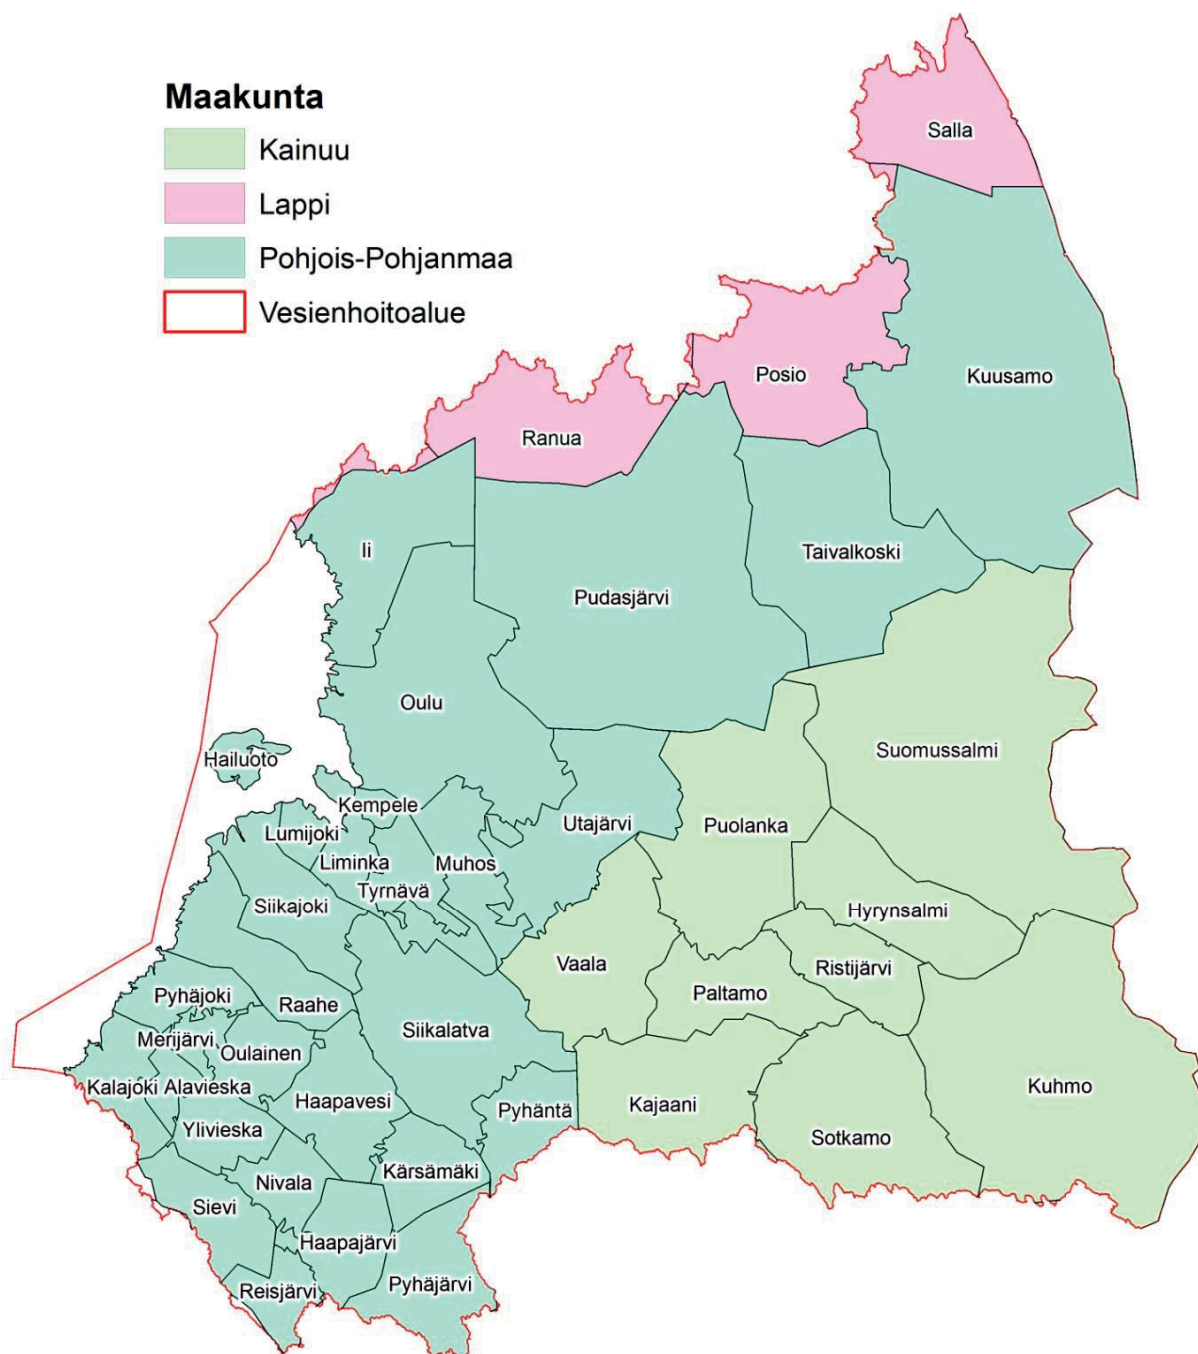 Maakunta
Kainuu
Lappi
Pohjois-Pohjanmaa
Vesienhoitoalue
Salla
Posio
Kuusamo
Ranua
Ii
Taivalkoski
Pudasjärvi
Oulu
Suomussalmi
Hailuoto
Kempele
Lumijoki
Utajärvi
Puolanka
Liminka
Muhos
Tyrnävä
Siikajoki
Hyrynsalmi
Vaala
Ristijärvi
Pyhäjoki
Raahe
Paltamo
Siikalatva
Merijärvi
Oulainen
Kalajoki
Alavieska
Haapavesi
Pyhäntä
Kajaani
Kuhmo
Ylivieska
Sotkamo
Nivala
Kärsämäki
Sievi
Haapajärvi
Reisjärvi
Pyhäjärvi